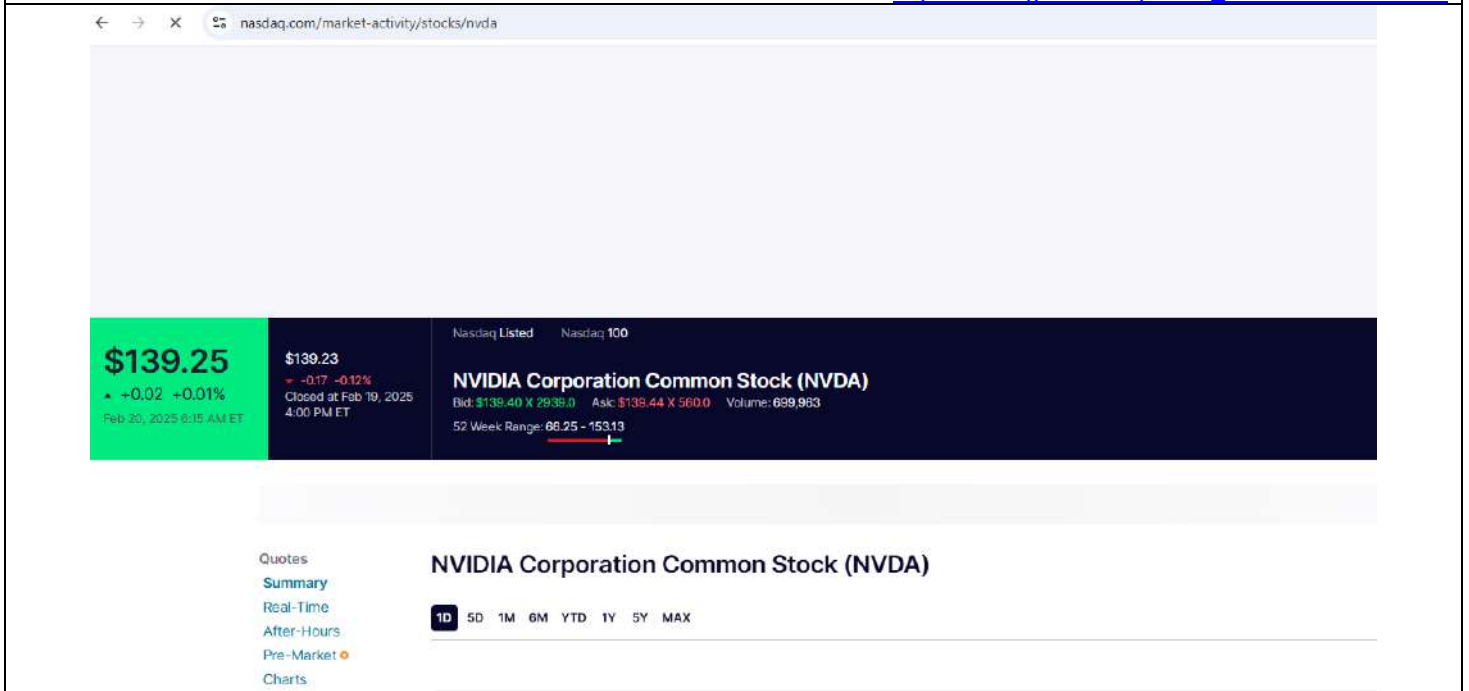 nasdaq.com/market-activity/stocks/nvda
Nasdaq Listed Nasdaq 100
$139.25
+0.02 +0.01%
Feb 20, 2025 6:15 AM ET
$139.23
-0.17 -0.12%
Closed at Feb 19, 2025
4:00 PM ET
NVIDIA Corporation Common Stock (NVDA)
Bid: $139.40 X 2939.0 Ask: $139.44 X 560.0 Volume: 699,963
52 Week Range: 66.25 - 153.13
Quotes
Summary
Real-Time
After-Hours
Pre-Market
Charts
NVIDIA Corporation Common Stock (NVDA)
1D 5D 1M 6M YTD 1Y 5Y MAX